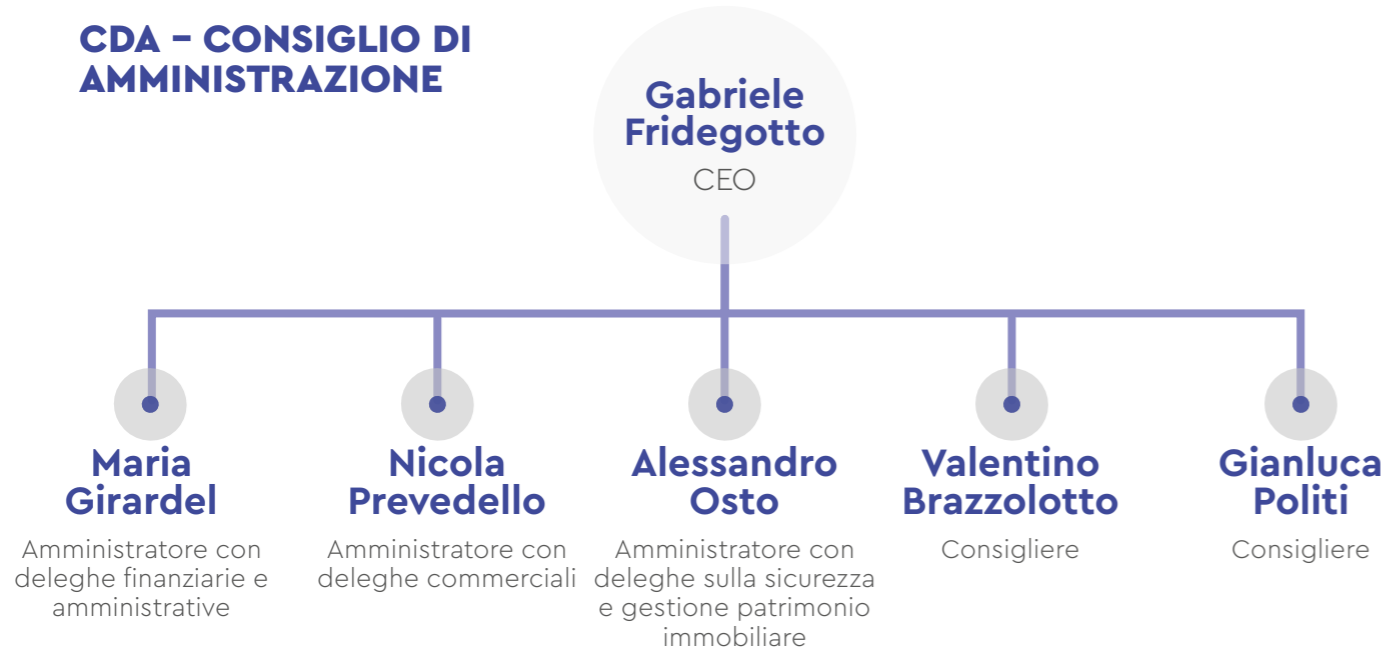 CDA – CONSIGLIO DI
AMMINISTRAZIONE
Gabriele
Fridegotto
CEO
Maria
Girardel
Amministratore con
deleghe finanziarie e
amministrative
Nicola
Prevedello
Amministratore con
deleghe commerciali
Alessandro
Osto
Amministratore con
deleghe sulla sicurezza
e gestione patrimonio
immobiliare
Valentino
Brazzolotto
Consigliere
Gianluca
Politi
Consigliere